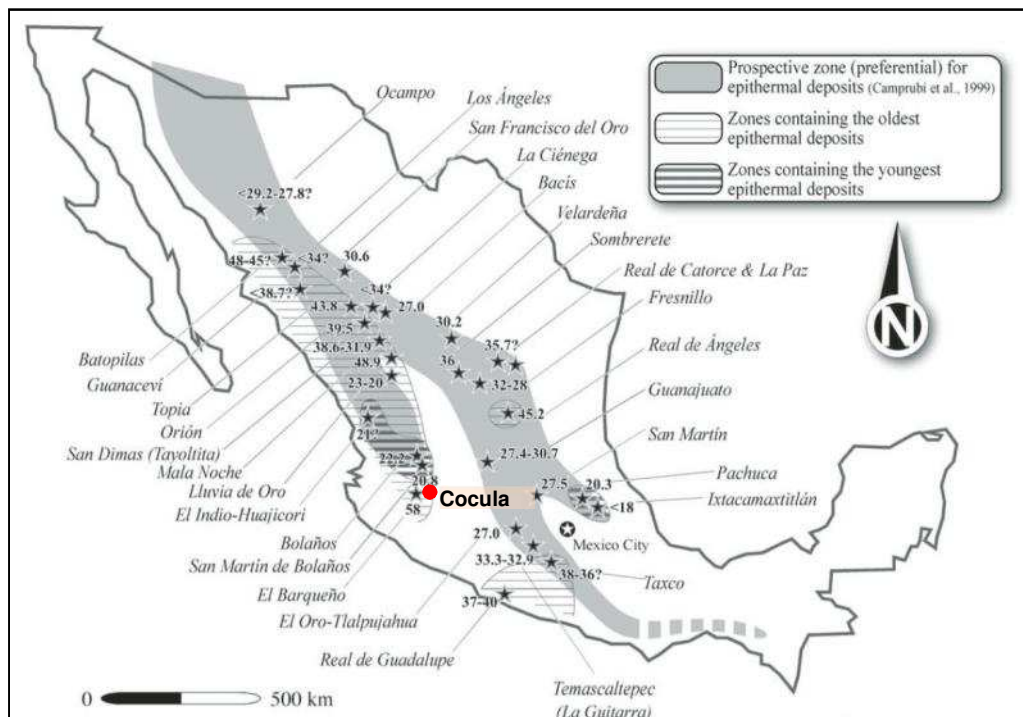 Prospective zone (preferential) for
epithermal deposits (Camprubi et al., 1999)
Zones containing the oldest
epithermal deposits
Zones containing the youngest
epithermal deposits
Ocampo
Los Ángeles
San Francisco del Oro
La Ciénega
Bacís
Velardeña
Sombrerete
Real de Catorce & La Paz
Fresnillo
Real de Ángeles
Guanajuato
San Martín
Pachuca
Ixtacamaxtitlán
<29.2-27.8?
48-45?
<34?
30.6
<38.7?
43.8
<34?
27.0
39.5
38.6-31.9
48.9
23-20
30.2
35.7?
36
32-28
45.2
21?
20.8
58
Cocula
27.4-30.7
27.5
20.3
<18
27.0
33.3-32.9
38-36?
37-40
Mexico City
N
Batopilas
Guanaceví
Topia
Orión
San Dimas (Tayoltita)
Mala Noche
Lluvia de Oro
El Indio-Huajicori
Bolaños
San Martín de Bolaños
El Barqueño
El Oro-Tlalpujahua
Real de Guadalupe
Taxco
Temascaltepec
(La Guitarra)
0 500 km